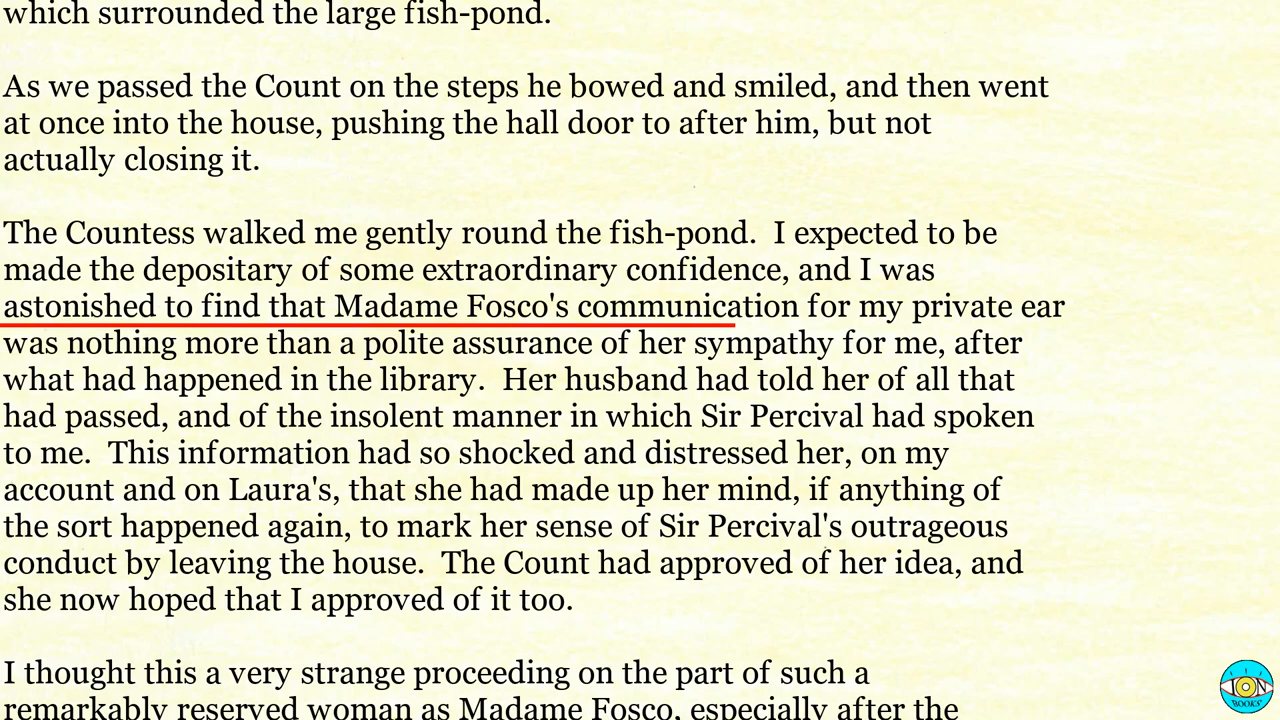 which surrounded the large fish-pond.
As we passed the Count on the steps he bowed and smiled, and then went
at once into the house, pushing the hall door to after him, but not
actually closing it.
The Countess walked me gently round the fish-pond.  I expected to be
made the depositary of some extraordinary confidence, and I was
astonished to find that Madame Fosco's communication for my private ear
was nothing more than a polite assurance of her sympathy for me, after
what had happened in the library.  Her husband had told her of all that
had passed, and of the insolent manner in which Sir Percival had spoken
to me.  This information had so shocked and distressed her, on my
account and on Laura's, that she had made up her mind, if anything of
the sort happened again, to mark her sense of Sir Percival's outrageous
conduct by leaving the house.  The Count had approved of her idea, and
she now hoped that I approved of it too.
I thought this a very strange proceeding on the part of such a
remarkably reserved woman as Madame Fosco, especially after the
ION
BOOKS